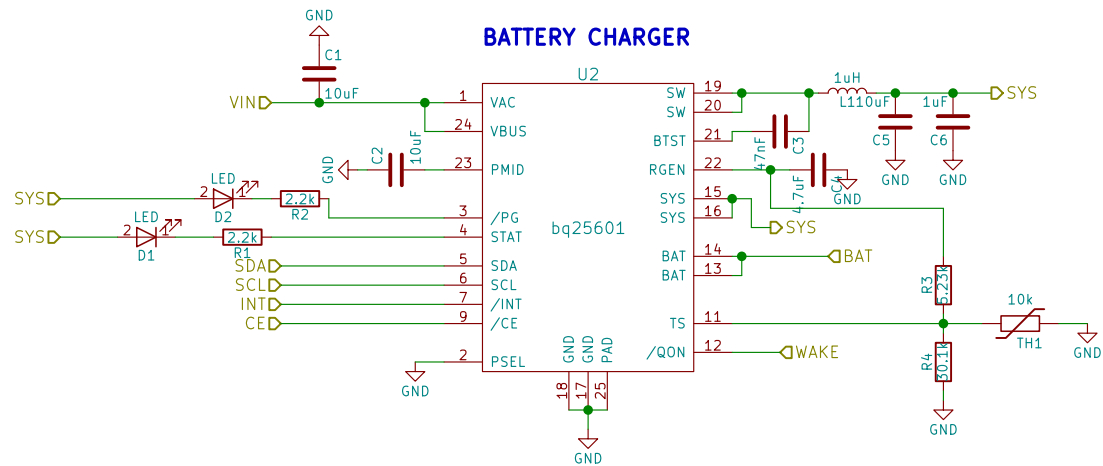 BATTERY CHARGER
GND
C1
10uF
VIN
U2
bq25601
1 VAC
24 VBUS
GND
C2
10uF
23 PMID
SYS
2 LED 1
D2
2.2k
R2
3 /PG
SYS
2 LED 1
D1
2.2k
R1
4 STAT
SDA 5 SDA
SCL 6 SCL
INT 7 /INT
CE 9 /CE
GND
2 PSEL
GND 18
GND 17
PAD 25
GND
SW 19
SW 20
BTST 21
RGEN 22
SYS 15
SYS 16
BAT 14
BAT 13
TS 11
/QON 12
1uH
L1
10uF
C5
GND
1uF
C6
GND
SYS
47nF
C3
4.7uF
C4
GND
SYS
BAT
WAKE
R3
5.23k
R4
30.1k
GND
10k
TH1
GND